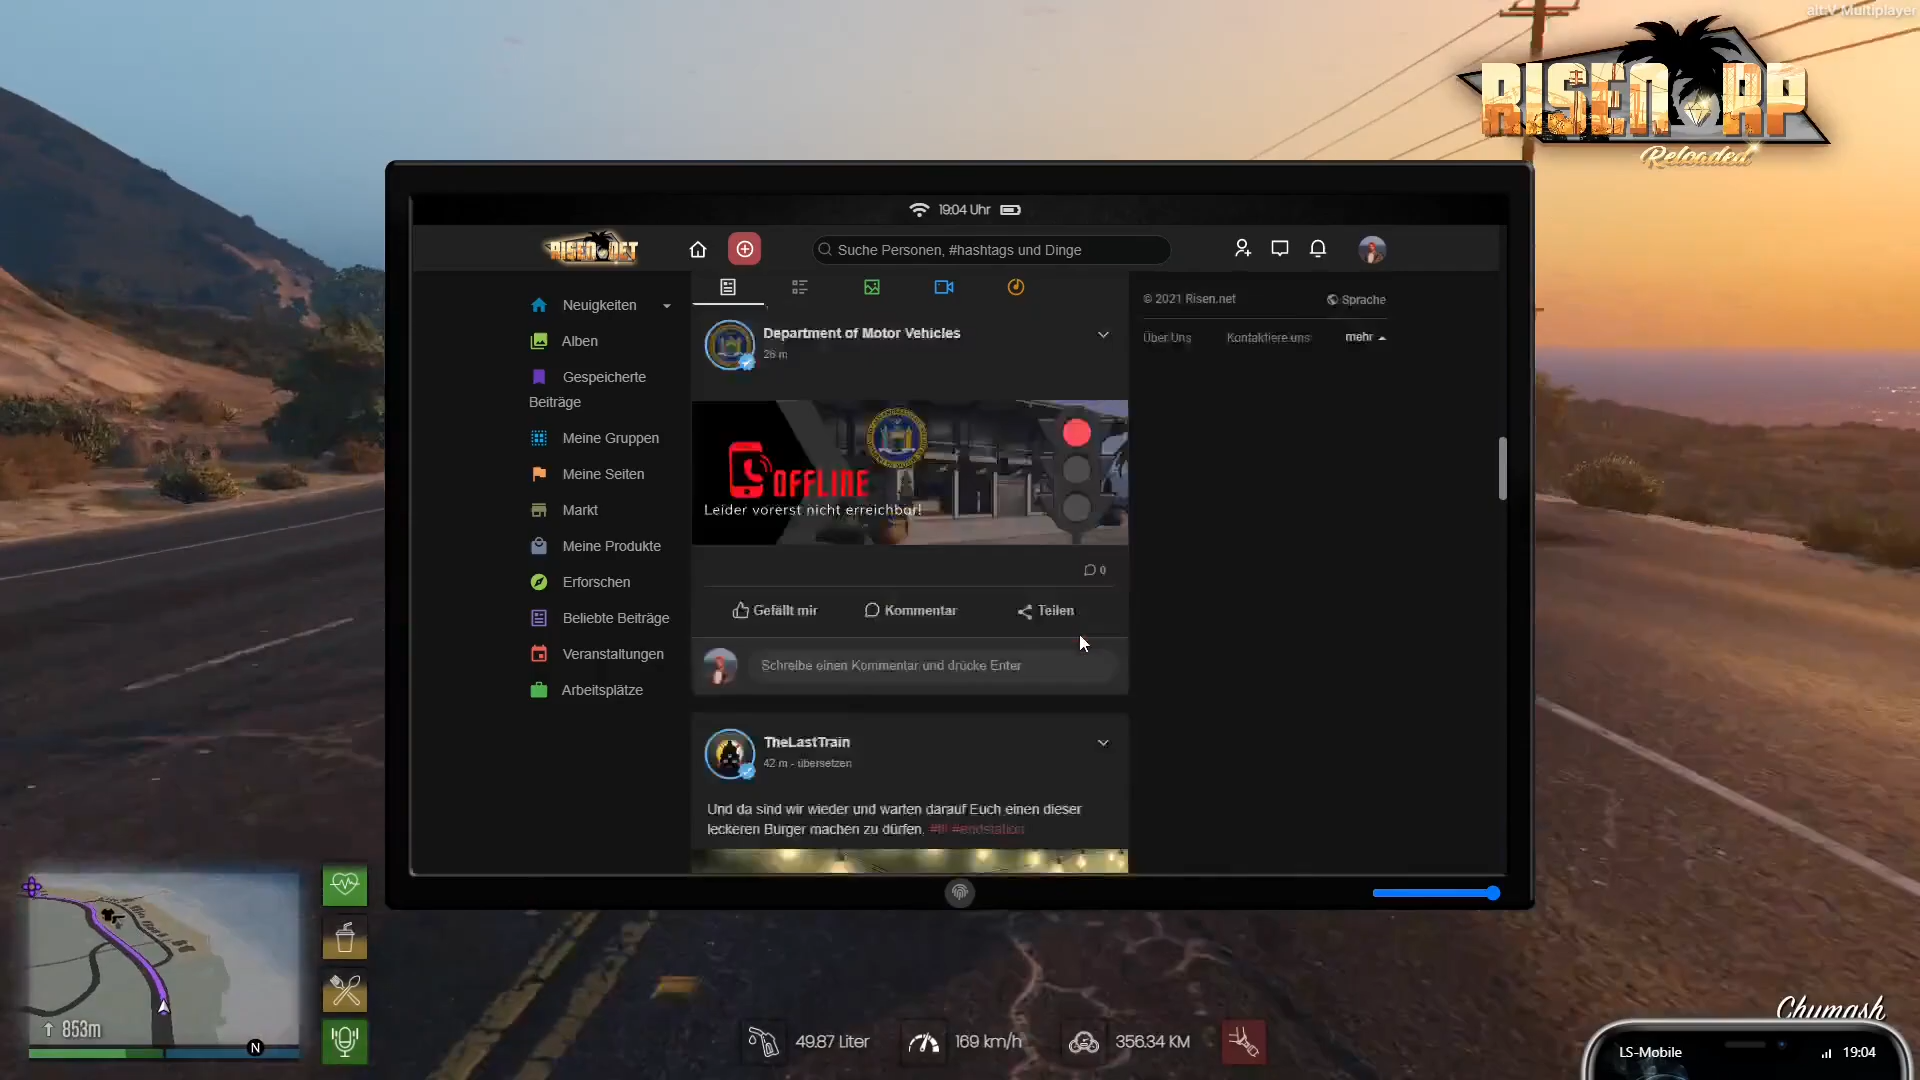 alt:V Multiplayer
RISEN RP
Reloaded
19:04 Uhr
RISEN.NET
Suche Personen, #hashtags und Dinge
Neuigkeiten
Alben
Gespeicherte
Beiträge
Meine Gruppen
Meine Seiten
Markt
Meine Produkte
Erforschen
Beliebte Beiträge
Veranstaltungen
Arbeitsplätze
Department of Motor Vehicles
26 m
OFFLINE
Leider vorerst nicht erreichbar!
0
Gefällt mir
Kommentar
Teilen
Schreibe einen Kommentar und drücke Enter
TheLastTrain
42 m - übersetzen
Und da sind wir wieder und warten darauf Euch einen dieser
leckeren Burger machen zu dürfen. #tlt #endstation
© 2021 Risen.net
Sprache
Über Uns
Kontaktiere uns
mehr
853m
N
49.87 Liter
169 km/h
356.34 KM
Chumash
LS-Mobile
19:04